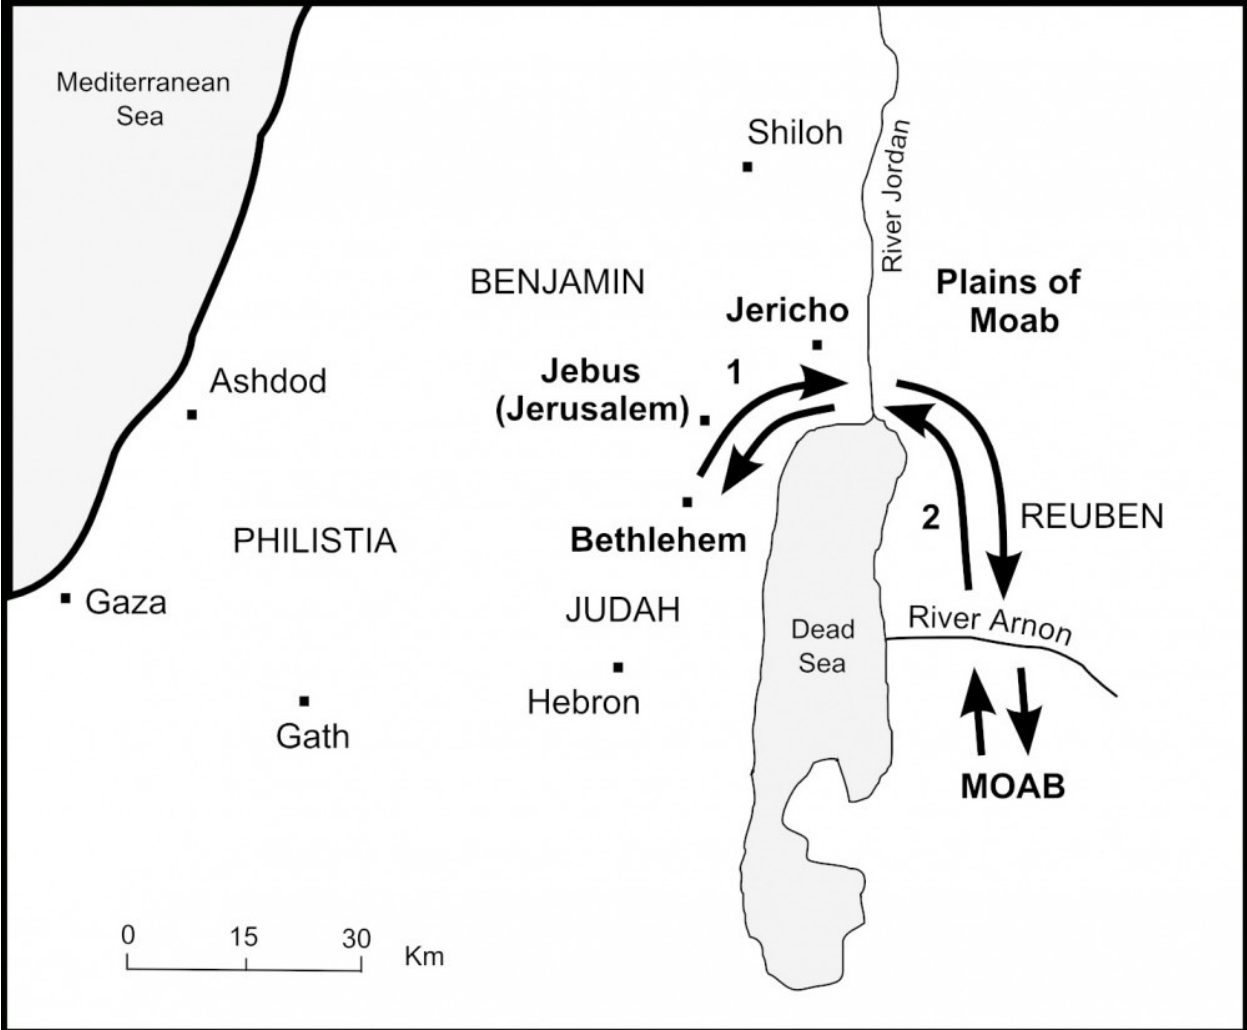 Mediterranean
Sea
Shiloh
River Jordan
BENJAMIN
Plains of
Moab
Jericho
Jebus
(Jerusalem)
1
Ashdod
2
REUBEN
PHILISTIA
Bethlehem
Gaza
JUDAH
River Arnon
Dead
Sea
Hebron
Gath
MOAB
0 15 30 Km